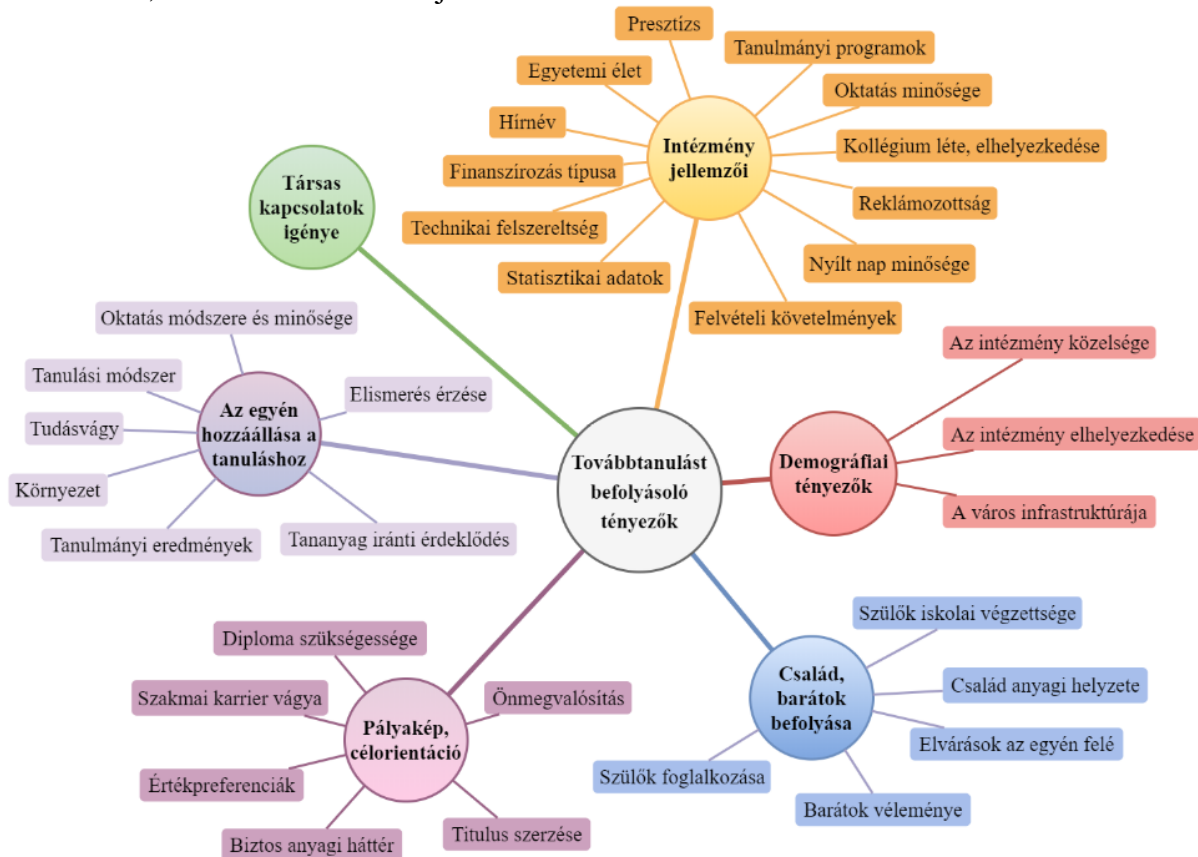 Presztízs
Tanulmányi programok
Egyetemi élet
Oktatás minősége
Hírnév
Intézmény
jellemzői
Kollégium léte, elhelyezkedése
Finanszírozás típusa
Reklámozottság
Technikai felszereltség
Nyílt nap minősége
Statisztikai adatok
Felvételi követelmények
Társas
kapcsolatok
igénye
Oktatás módszere és minősége
Tanulási módszer
Elismerés érzése
Tudásvágy
Az egyén
hozzáállása a
tanuláshoz
Környezet
Tanulmányi eredmények
Tananyag iránti érdeklődés
Továbbtanulást
befolyásoló
tényezők
Az intézmény közelsége
Az intézmény elhelyezkedése
Demográfiai
tényezők
A város infrastruktúrája
Diploma szükségessége
Szakmai karrier vágya
Önmegvalósítás
Pályakép,
célorientáció
Értékpreferenciák
Biztos anyagi háttér
Titulus szerzése
Szülők iskolai végzettsége
Család,
barátok
befolyása
Család anyagi helyzete
Elvárások az egyén felé
Szülők foglalkozása
Barátok véleménye